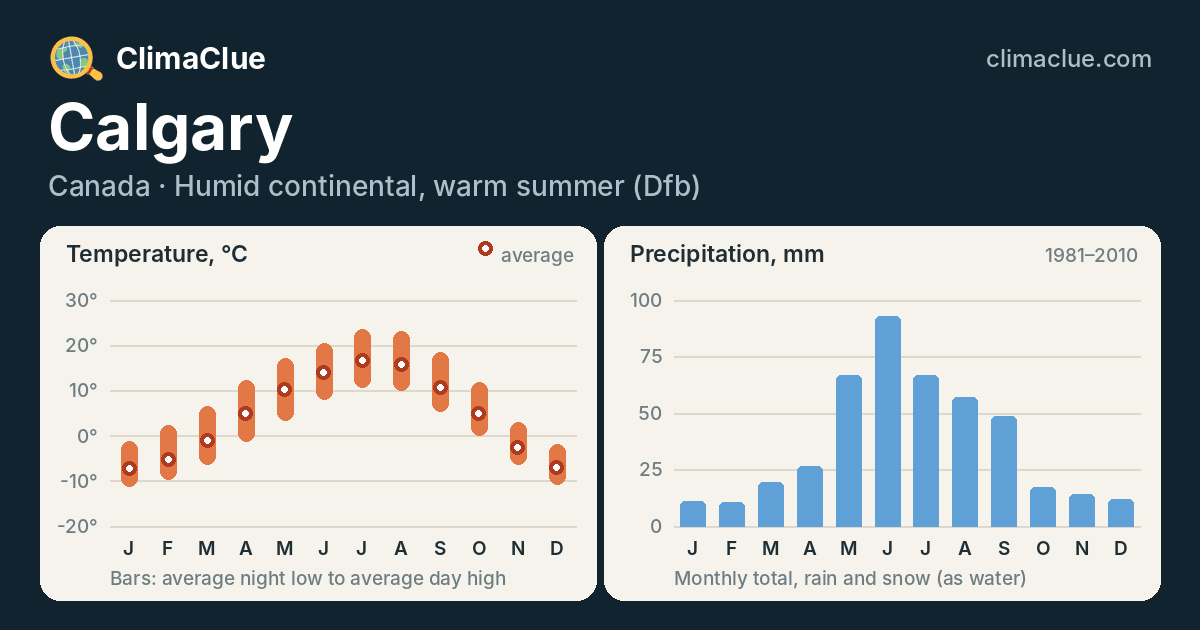 ClimaClue
climaclue.com
Calgary
Canada · Humid continental, warm summer (Dfb)
Temperature, °C
average
30°
20°
10°
0°
-10°
-20°
J F M A M J J A S O N D
Bars: average night low to average day high
Precipitation, mm
1981–2010
100
75
50
25
0
J F M A M J J A S O N D
Monthly total, rain and snow (as water)